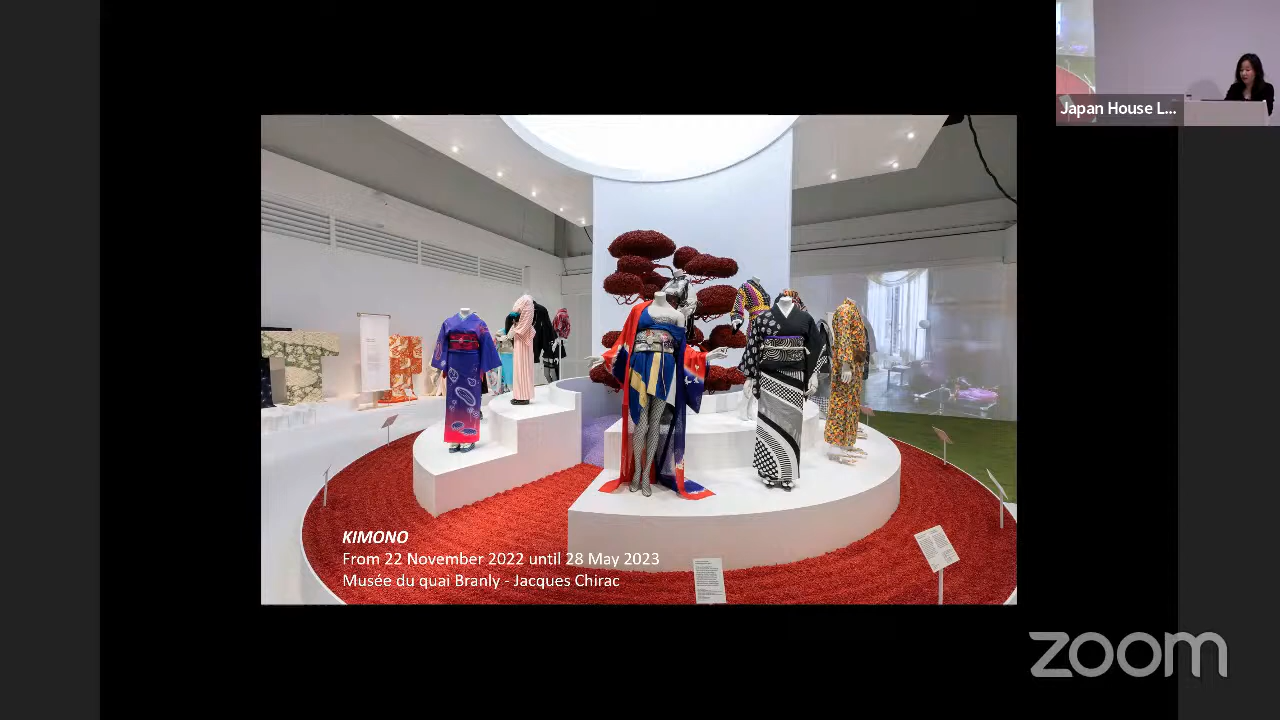 Japan House L...
KIMONO
From 22 November 2022 until 28 May 2023
Musée du quai Branly - Jacques Chirac
zoom